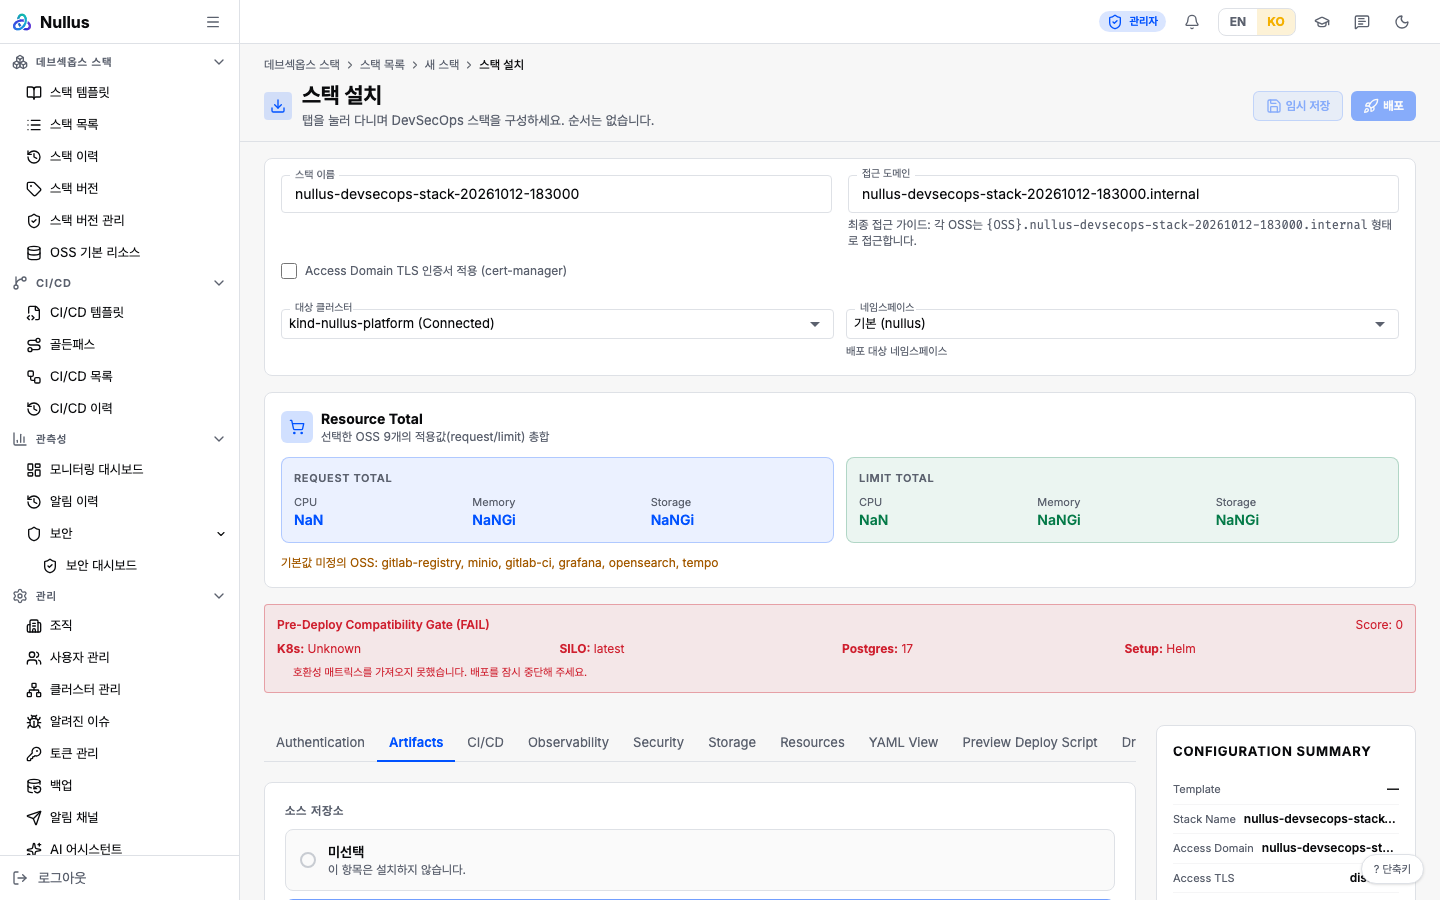 Nullus
관리자
EN
KO
데브섹옵스 스택
스택 템플릿
스택 목록
스택 이력
스택 버전
스택 버전 관리
OSS 기본 리소스
CI/CD
CI/CD 템플릿
골든패스
CI/CD 목록
CI/CD 이력
관측성
모니터링 대시보드
알림 이력
보안
보안 대시보드
관리
조직
사용자 관리
클러스터 관리
알려진 이슈
토큰 관리
백업
알림 채널
AI 어시스턴트
로그아웃
데브섹옵스 스택 > 스택 목록 > 새 스택 > 스택 설치
스택 설치
탭을 눌러 다니며 DevSecOps 스택을 구성하세요. 순서는 없습니다.
임시 저장
배포
스택 이름
nullus-devsecops-stack-20261012-183000
접근 도메인
nullus-devsecops-stack-20261012-183000.internal
최종 접근 가이드: 각 OSS는 {OSS}.nullus-devsecops-stack-20261012-183000.internal 형태
로 접근합니다.
Access Domain TLS 인증서 적용 (cert-manager)
대상 클러스터
kind-nullus-platform (Connected)
네임스페이스
기본 (nullus)
배포 대상 네임스페이스
Resource Total
선택한 OSS 9개의 적용값(request/limit) 총합
REQUEST TOTAL
CPU Memory Storage
NaN NaNGi NaNGi
LIMIT TOTAL
CPU Memory Storage
NaN NaNGi NaNGi
기본값 미정의 OSS: gitlab-registry, minio, gitlab-ci, grafana, opensearch, tempo
Pre-Deploy Compatibility Gate (FAIL)
Score: 0
K8s: Unknown SILO: latest Postgres: 17 Setup: Helm
호환성 매트릭스를 가져오지 못했습니다. 배포를 잠시 중단해 주세요.
Authentication Artifacts CI/CD Observability Security Storage Resources YAML View Preview Deploy Script Dr
소스 저장소
미선택
이 항목은 설치하지 않습니다.
CONFIGURATION SUMMARY
Template —
Stack Name nullus-devsecops-stack...
Access Domain nullus-devsecops-st...
Access TLS dis
? 단축키